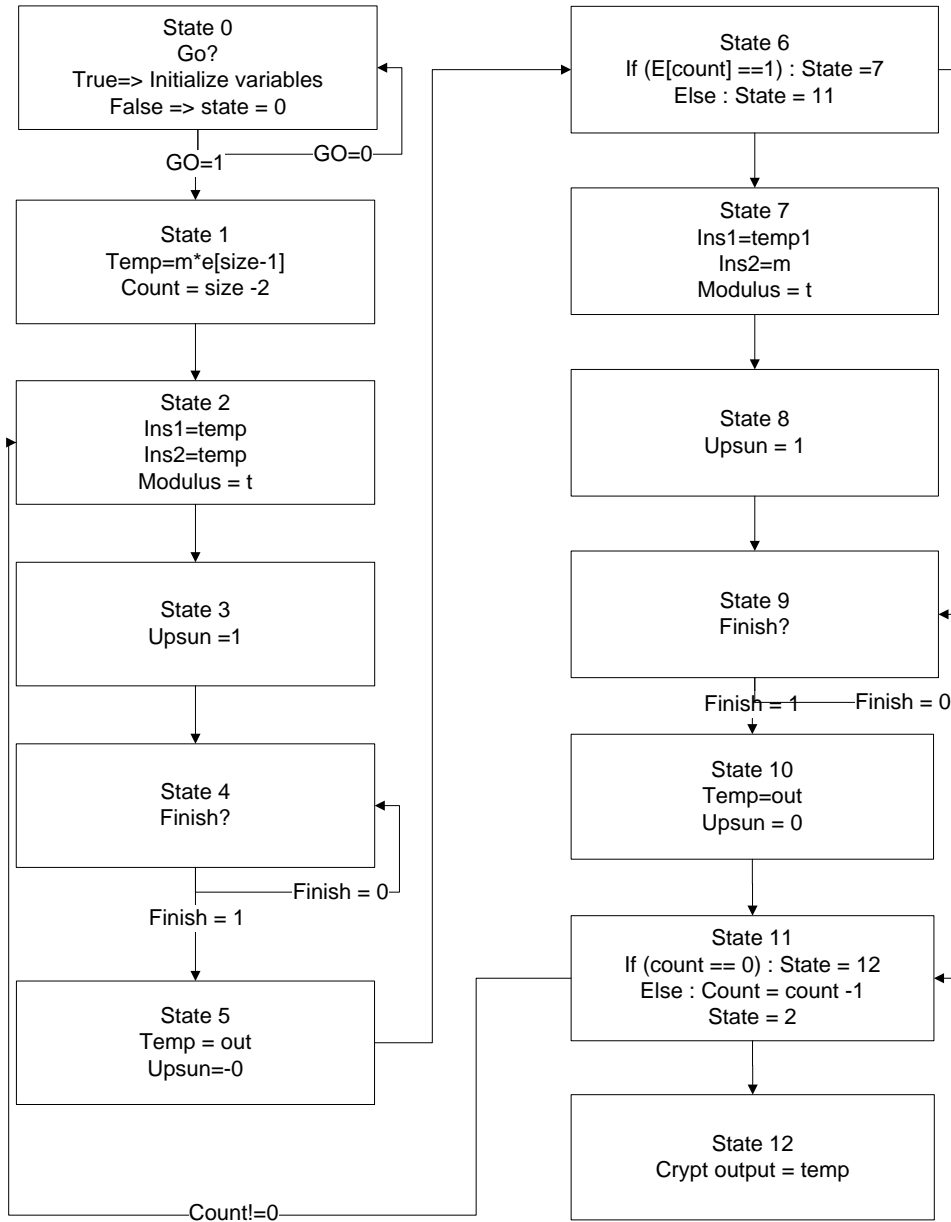 State 0
Go?
True=> Initialize variables
False => state = 0
GO=1
GO=0
State 1
Temp=m*e[size-1]
Count = size -2
State 2
Ins1=temp
Ins2=temp
Modulus = t
State 3
Upsun =1
State 4
Finish?
Finish = 0
Finish = 1
State 5
Temp = out
Upsun=-0
Count!=0
State 6
If (E[count] ==1) : State =7
Else : State = 11
State 7
Ins1=temp1
Ins2=m
Modulus = t
State 8
Upsun = 1
State 9
Finish?
Finish = 1
Finish = 0
State 10
Temp=out
Upsun = 0
State 11
If (count == 0) : State = 12
Else : Count = count -1
State = 2
State 12
Crypt output = temp